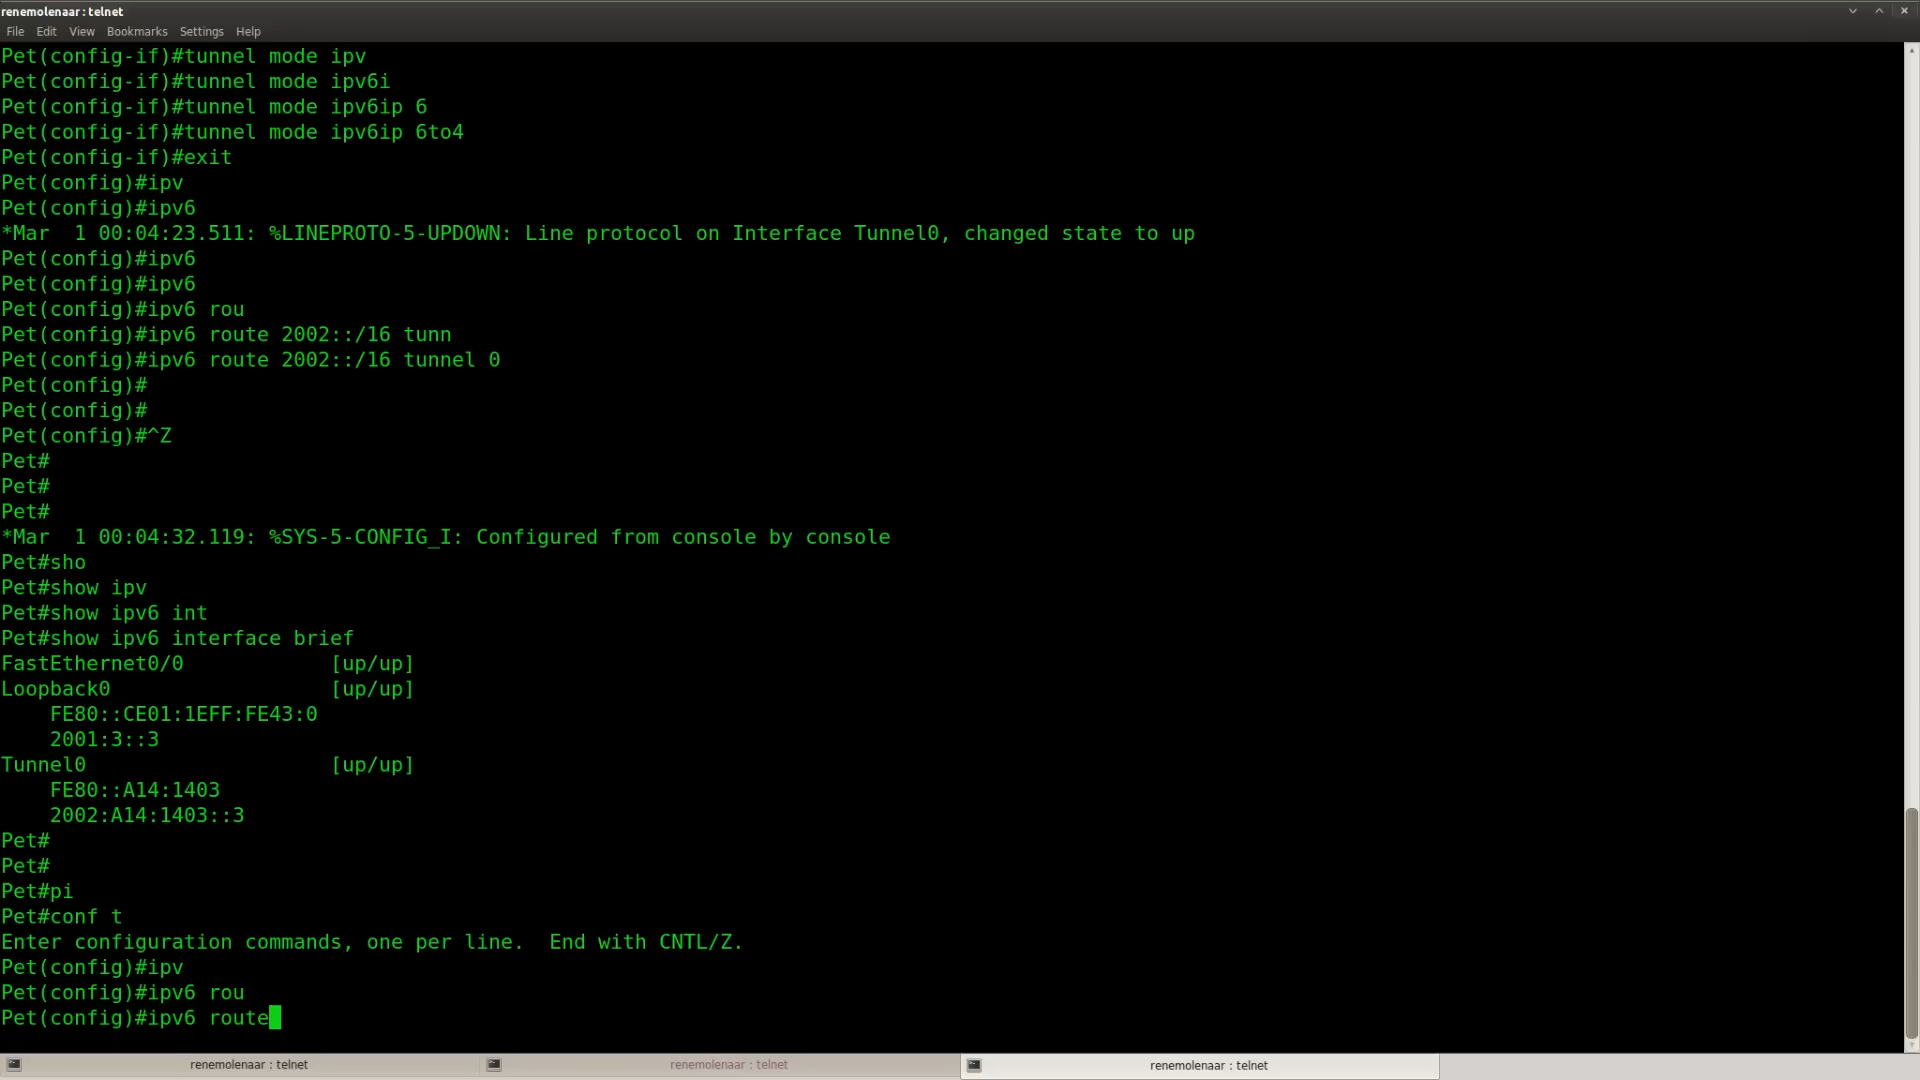 renemolenaar : telnet
File Edit View Bookmarks Settings Help
Pet(config-if)#tunnel mode ipv
Pet(config-if)#tunnel mode ipv6i
Pet(config-if)#tunnel mode ipv6ip 6
Pet(config-if)#tunnel mode ipv6ip 6to4
Pet(config-if)#exit
Pet(config)#ipv
Pet(config)#ipv6
*Mar  1 00:04:23.511: %LINEPROTO-5-UPDOWN: Line protocol on Interface Tunnel0, changed state to up
Pet(config)#ipv6
Pet(config)#ipv6
Pet(config)#ipv6 rou
Pet(config)#ipv6 route 2002::/16 tunn
Pet(config)#ipv6 route 2002::/16 tunnel 0
Pet(config)#
Pet(config)#
Pet(config)#^Z
Pet#
Pet#
Pet#
*Mar  1 00:04:32.119: %SYS-5-CONFIG_I: Configured from console by console
Pet#sho
Pet#show ipv
Pet#show ipv6 int
Pet#show ipv6 interface brief
FastEthernet0/0            [up/up]
Loopback0                  [up/up]
    FE80::CE01:1EFF:FE43:0
    2001:3::3
Tunnel0                    [up/up]
    FE80::A14:1403
    2002:A14:1403::3
Pet#
Pet#
Pet#pi
Pet#conf t
Enter configuration commands, one per line.  End with CNTL/Z.
Pet(config)#ipv
Pet(config)#ipv6 rou
Pet(config)#ipv6 route
renemolenaar : telnet renemolenaar : telnet renemolenaar : telnet